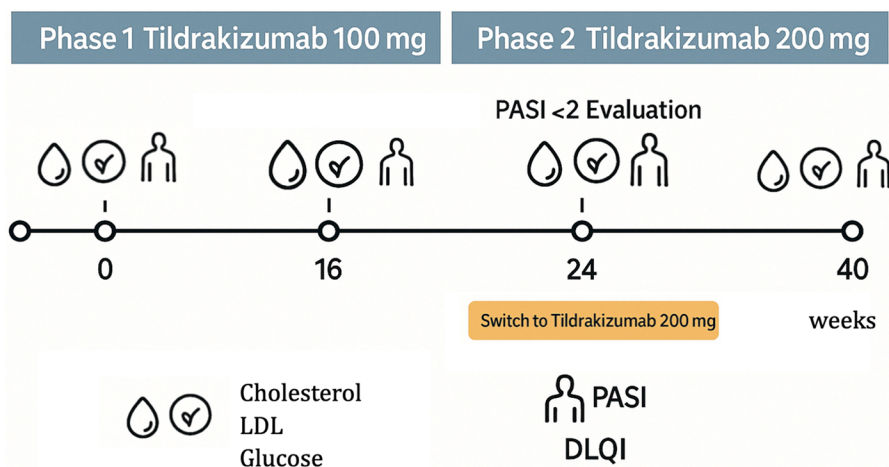 Phase 1 Tildrakizumab 100 mg
Phase 2 Tildrakizumab 200 mg
PASI <2 Evaluation
0
16
24
40
Switch to Tildrakizumab 200 mg
weeks
Cholesterol
LDL
Glucose
PASI
DLQI